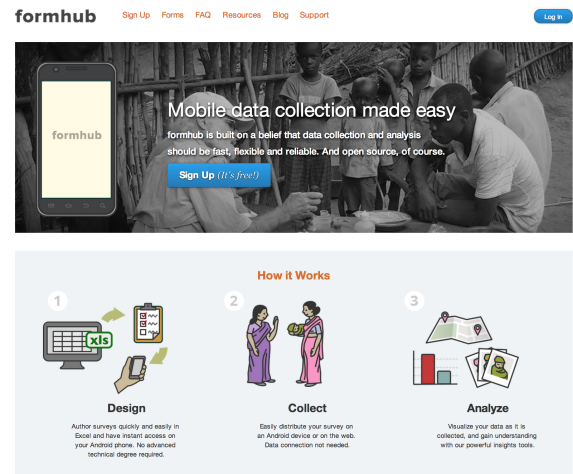 formhub
Sign Up Forms FAQ Resources Blog Support
Log In
formhub
Mobile data collection made easy
formhub is built on a belief that data collection and analysis
should be fast, flexible and reliable. And open source, of course.
Sign Up (It's free!)
How it Works
1
2
3
xls
Design
Author surveys quickly and easily in
Excel and have instant access on
your Android phone. No advanced
technical degree required.
Collect
Easily distribute your survey on
an Android device or on the web.
Data connection not needed.
Analyze
Visualize your data as it is
collected, and gain understanding
with our powerful insights tools.